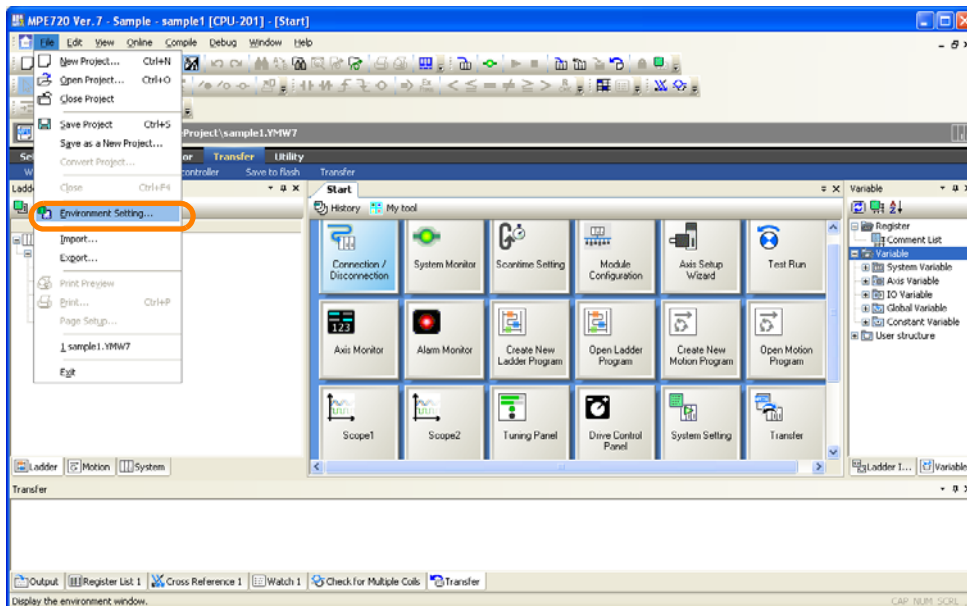 MPE720 Ver. 7 - Sample - sample1 [CPU-201] - [Start]
File Edit View Online Compile Debug Window Help
New Project... Ctrl+N
Open Project... Ctrl+O
Close Project
Save Project Ctrl+S
Save as a New Project...
Convert Project...
Close Ctrl+F4
Environment Setting...
Import...
Export...
Print Preview
Print... Ctrl+P
Page Setup...
1 sample1.YMW7
Exit
Project\sample1.YMW7
Transfer Utility
controller Save to flash Transfer
Start
History My tool
Connection / Disconnection
System Monitor
Scantime Setting
Module Configuration
Axis Setup Wizard
Test Run
123
Axis Monitor
Alarm Monitor
Create New Ladder Program
Open Ladder Program
Create New Motion Program
Open Motion Program
Scope1
Scope2
Tuning Panel
Drive Control Panel
System Setting
Transfer
Variable
Register
Comment List
Variable
System Variable
Axis Variable
IO Variable
Global Variable
Constant Variable
User structure
Ladder Motion System
Ladder I... Variable
Transfer
Output Register List 1 Cross Reference 1 Watch 1 Check for Multiple Coils Transfer
Display the environment window.
CAP NUM SCRL